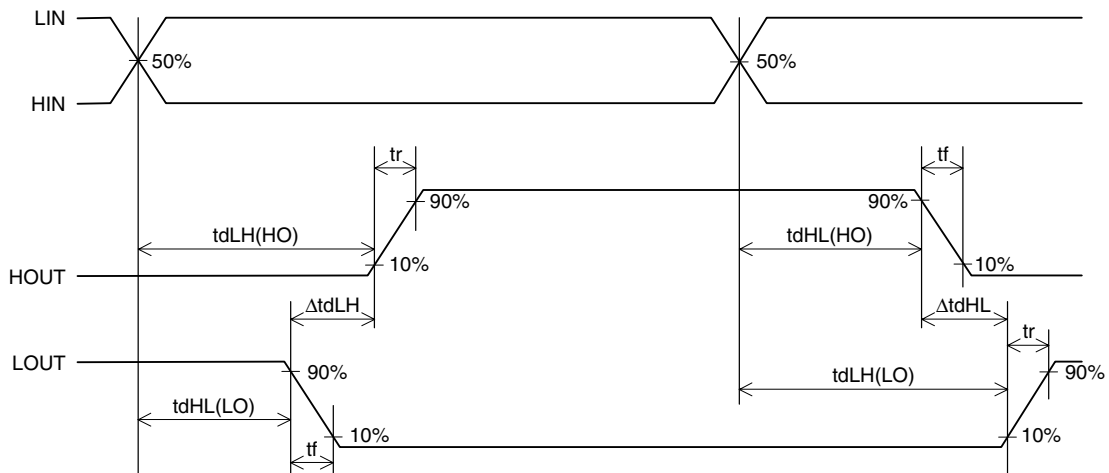 LIN
50%
50%
HIN
tr
tf
90%
90%
tdLH(HO)
tdHL(HO)
HOUT
10%
10%
ΔtdLH
ΔtdHL
tr
LOUT
90%
tdLH(LO)
90%
tdHL(LO)
10%
10%
tf